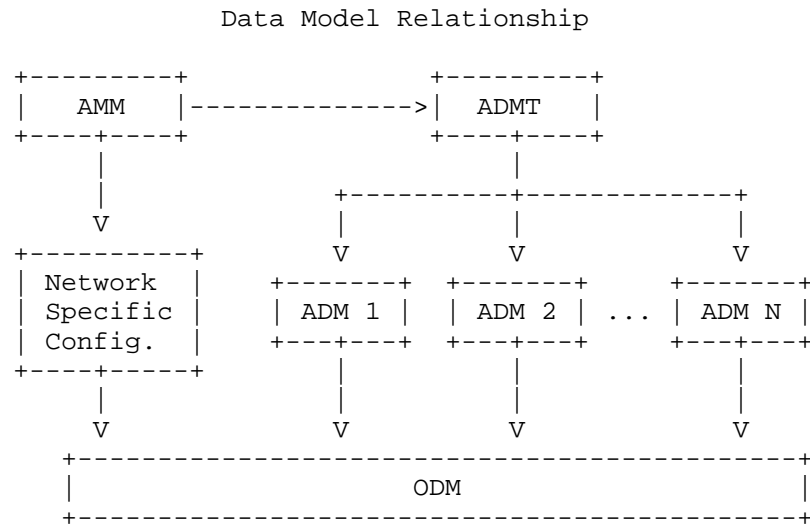 Data Model Relationship
AMM ADMT
Network
Specific
Config.
ADM 1 ADM 2 ... ADM N
ODM